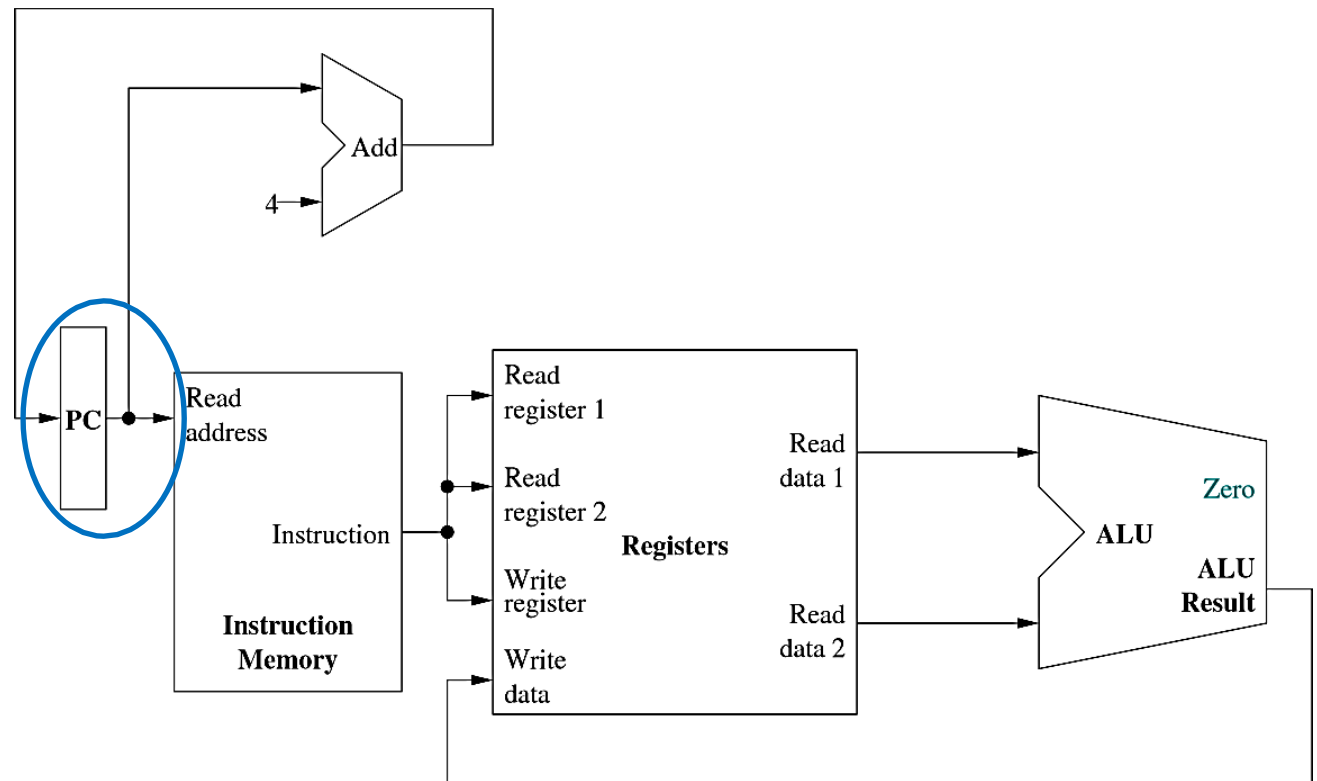 Add
4
PC
Read
address
Instruction
Instruction
Memory
Read
register 1
Read
register 2
Registers
Write
register
Write
data
Read
data 1
Read
data 2
Zero
ALU
ALU
Result